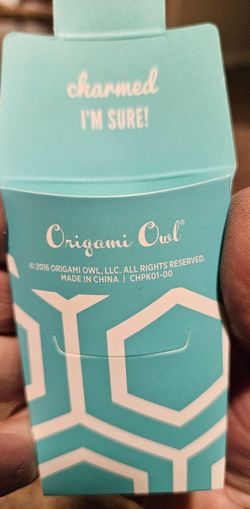 charmed
I'M SURE!
Origami Owl®
© 2016 ORIGAMI OWL, LLC. ALL RIGHTS RESERVED.
MADE IN CHINA | CHPK01-00